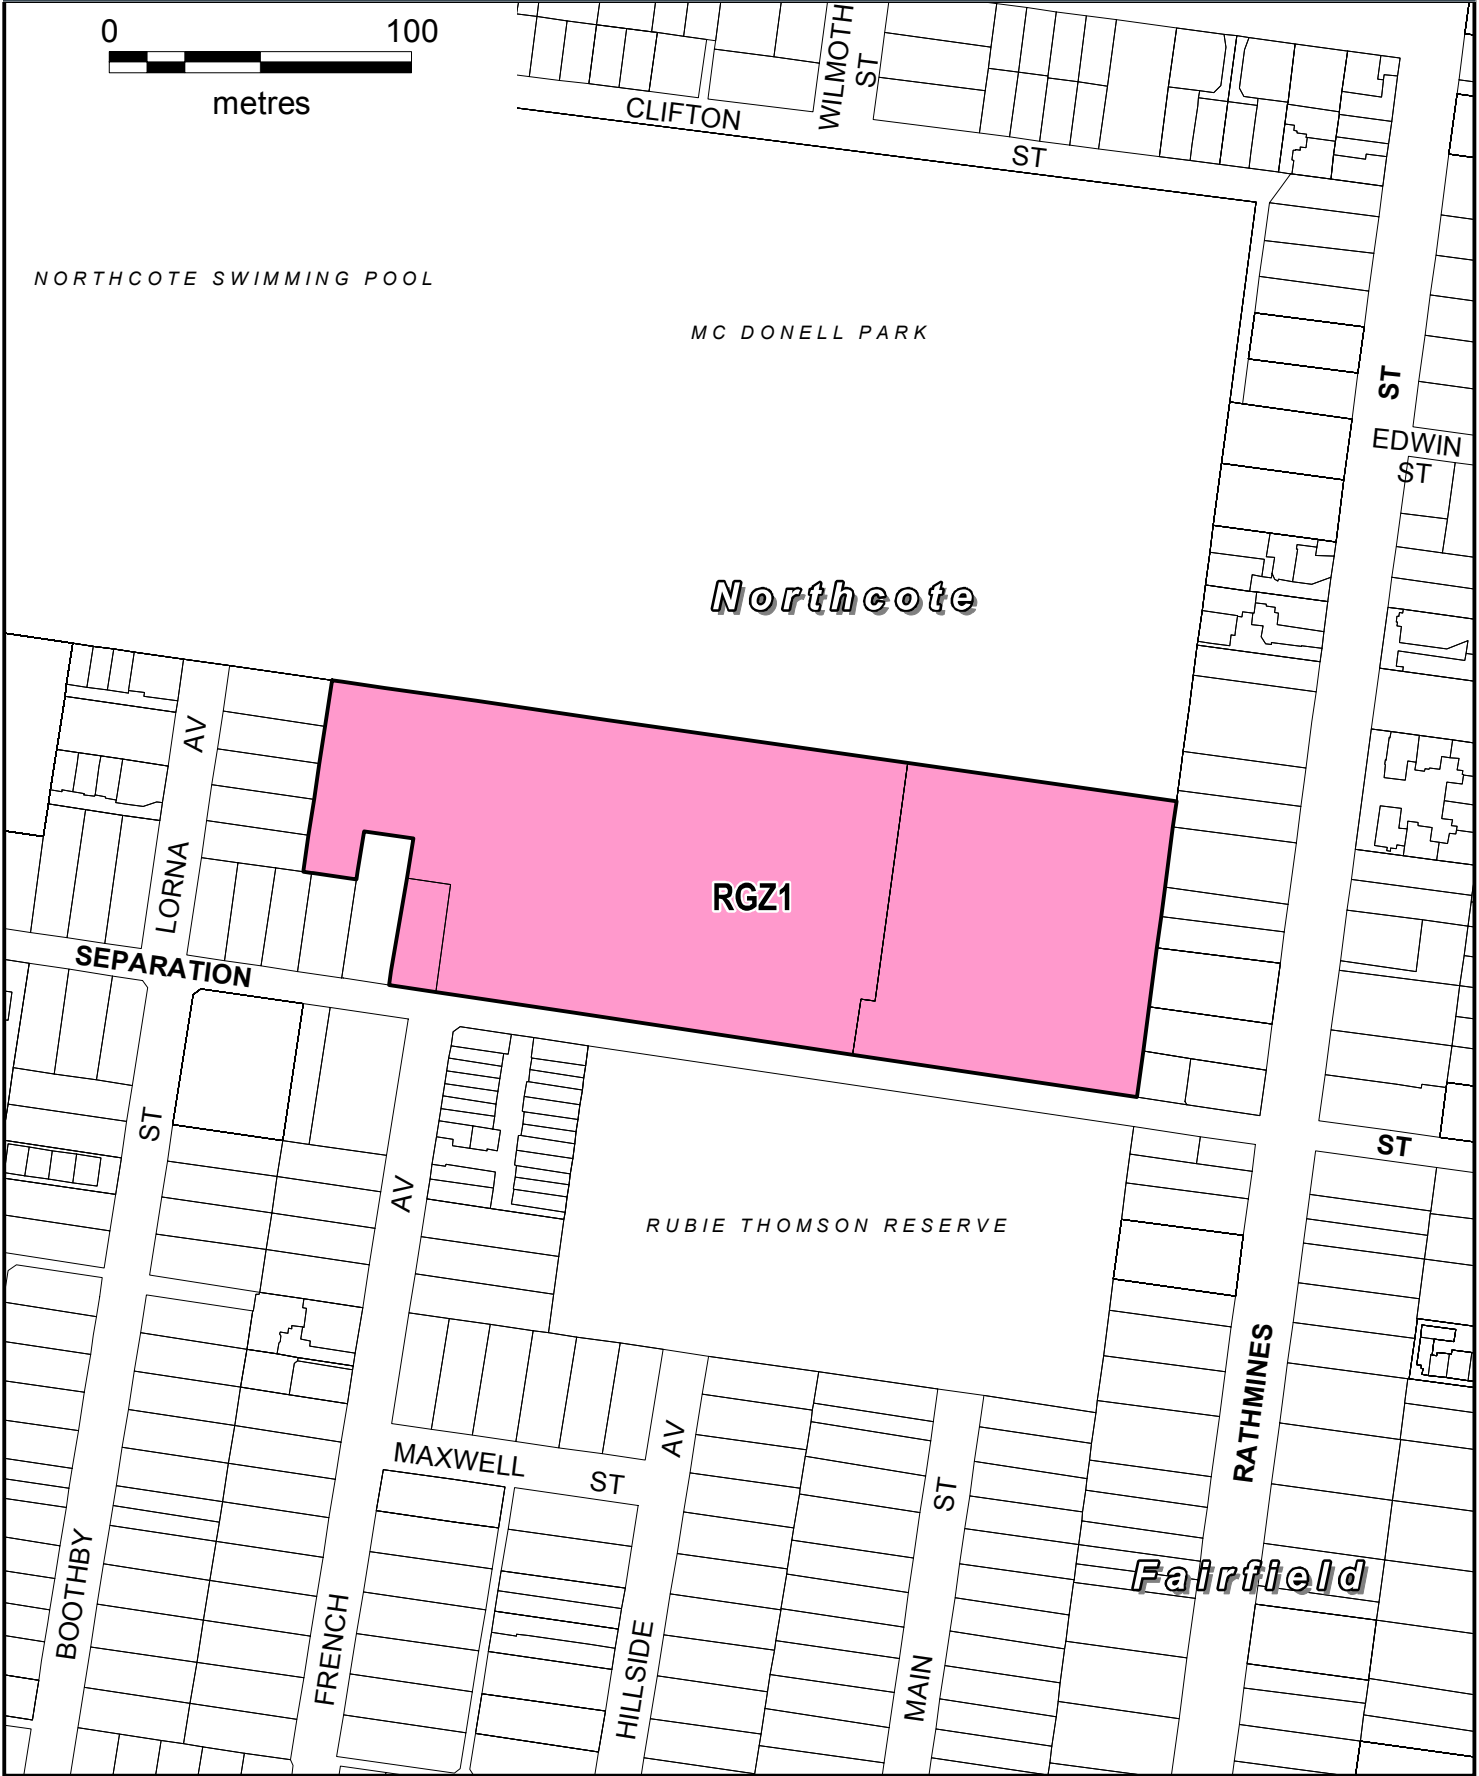 0 100
metres
WILMOTH
ST
CLIFTON
ST
NORTHCOTE SWIMMING POOL
MC DONELL PARK
ST
EDWIN
ST
Northcote
AV
LORNA
RGZ1
SEPARATION
ST
ST
AV
RUBIE THOMSON RESERVE
RATHMINES
AV
MAXWELL
ST
ST
BOOTHBY
Fairfield
FRENCH
HILLSIDE
MAIN